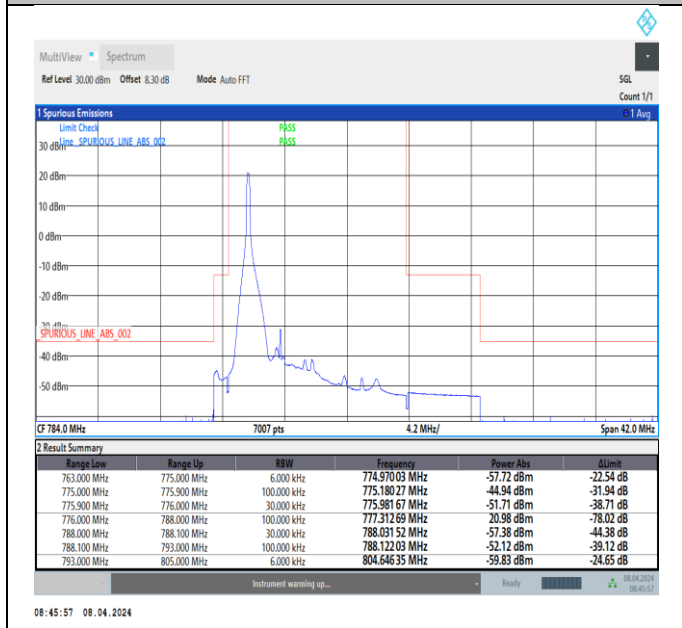 MultiView Spectrum
Ref Level 30.00 dBm Offset 8.30 dB Mode Auto FFT SGL
Count 1/1
1 Spurious Emissions 1 Avg
Limit Check PASS
Line _SPURIOUS_LINE_ABS_002 PASS
30 dBm
20 dBm
10 dBm
0 dBm
-10 dBm
-20 dBm
-30 dBm
_SPURIOUS_LINE_ABS_002
-40 dBm
-50 dBm
CF 784.0 MHz 7007 pts 4.2 MHz/ Span 42.0 MHz
2 Result Summary
Range Low Range Up RBW Frequency Power Abs ΔLimit
763.000 MHz 775.000 MHz 6.000 kHz 774.97003 MHz -57.72 dBm -22.54 dB
775.000 MHz 775.900 MHz 100.000 kHz 775.18027 MHz -44.94 dBm -31.94 dB
775.900 MHz 776.000 MHz 30.000 kHz 775.98167 MHz -51.71 dBm -38.71 dB
776.000 MHz 788.000 MHz 100.000 kHz 777.31269 MHz 20.98 dBm -78.02 dB
788.000 MHz 788.100 MHz 30.000 kHz 788.03152 MHz -57.38 dBm -44.38 dB
788.100 MHz 793.000 MHz 100.000 kHz 788.12203 MHz -52.12 dBm -39.12 dB
793.000 MHz 805.000 MHz 6.000 kHz 804.64635 MHz -59.83 dBm -24.65 dB
Instrument warming up... Ready 08.04.2024
08:45:57
08:45:57 08.04.2024